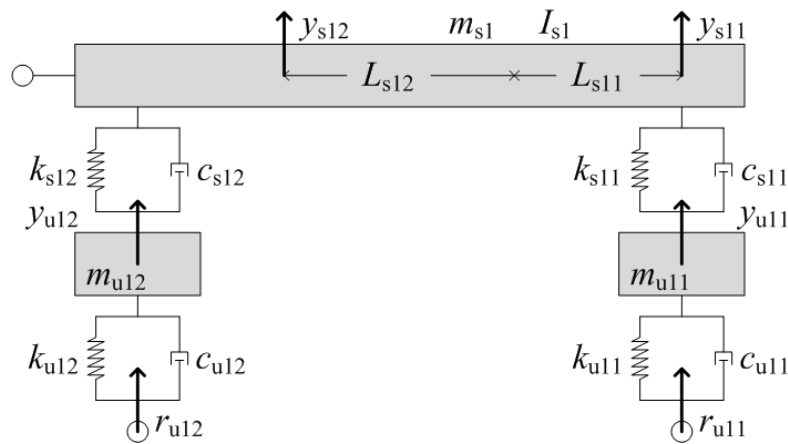 y_s12 m_s1 I_s1 y_s11
L_s12 L_s11
k_s12 c_s12 k_s11 c_s11
y_u12 y_u11
m_u12 m_u11
k_u12 c_u12 k_u11 c_u11
r_u12 r_u11